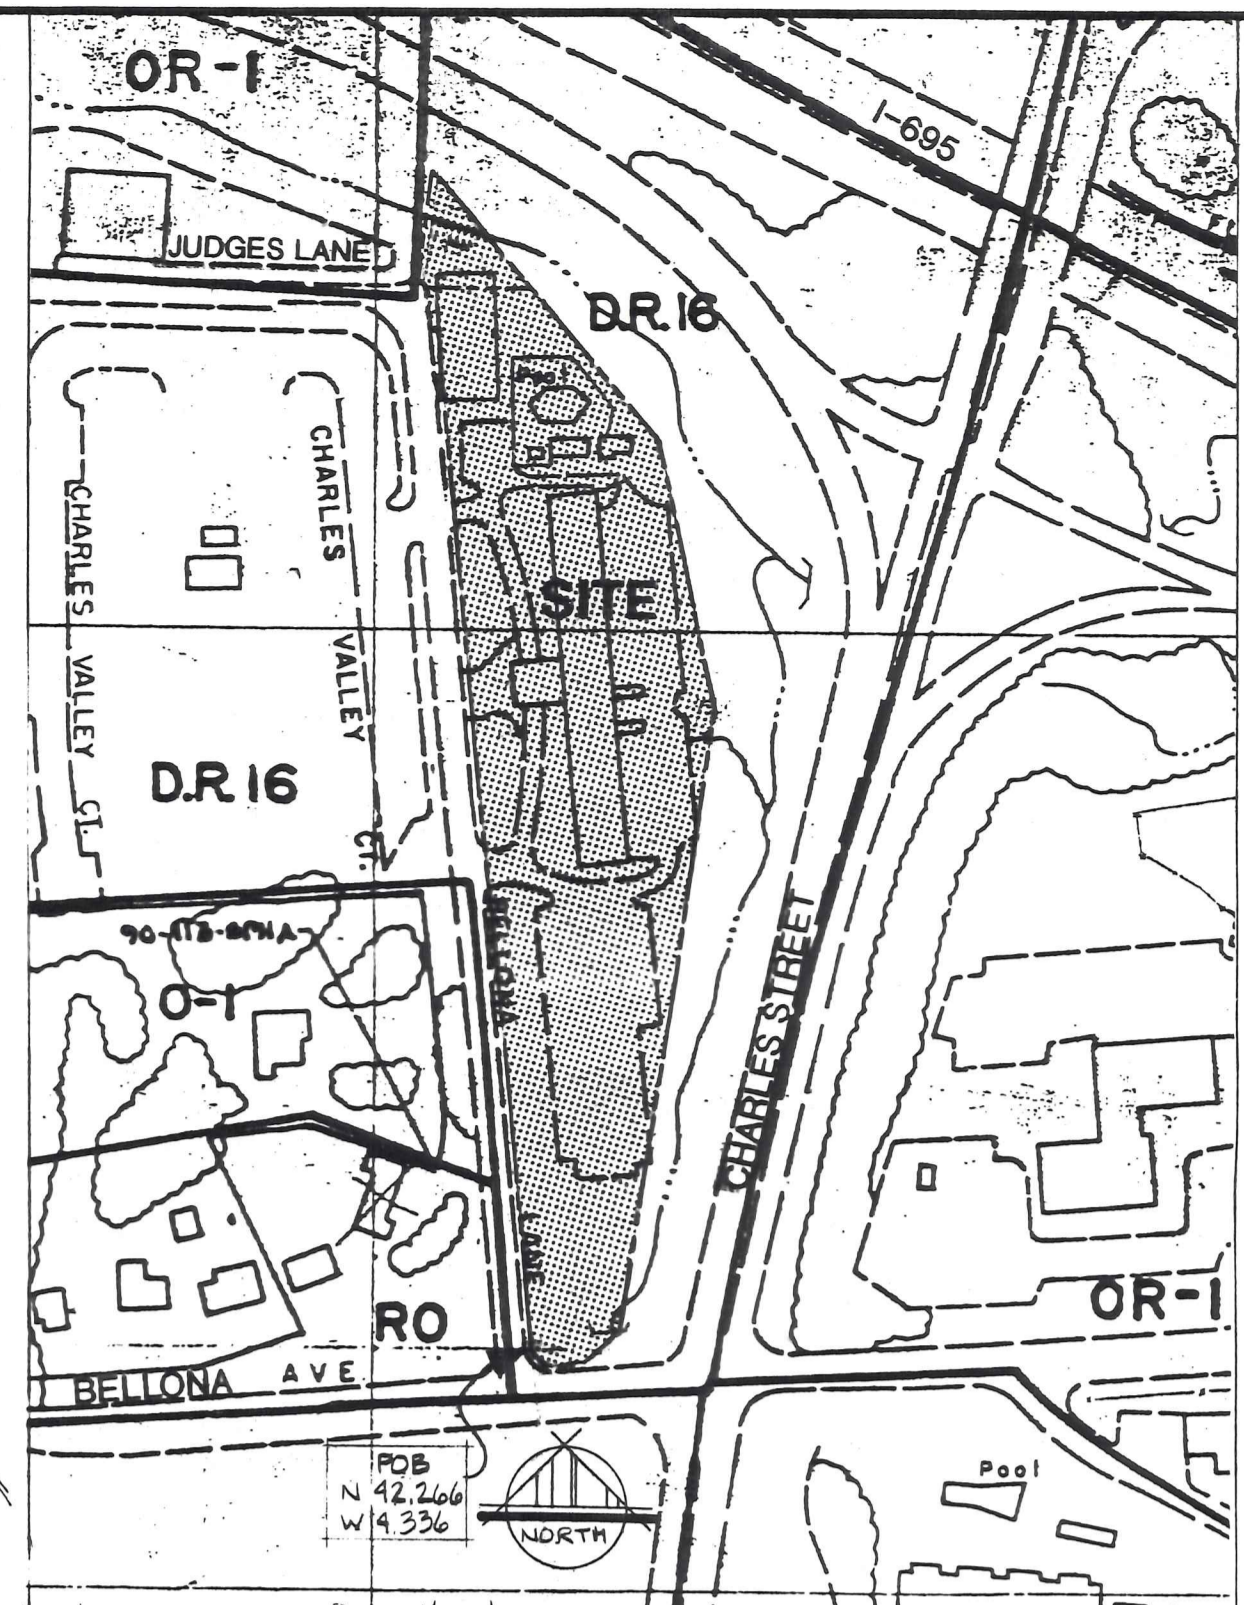 OR-1
I-695
JUDGES LANE
D.R.16
Pool
CHARLES VALLEY CT.
CHARLES VALLEY CT.
SITE
D.R.16
BELLONA LANE
CHARLES STREET
O-1
RO
OR-1
BELLONA AVE
POB
N 42,266
W 4,336
NORTH
Pool